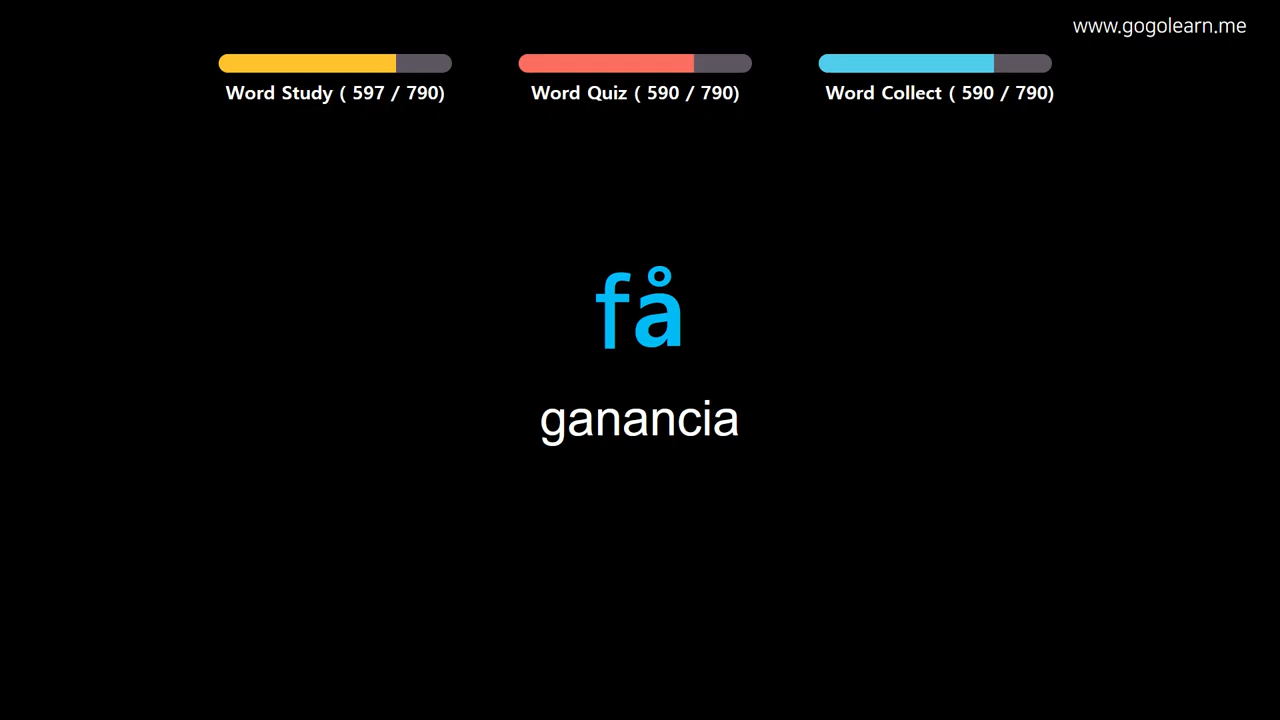 www.gogolearn.me
Word Study ( 597 / 790)
Word Quiz ( 590 / 790)
Word Collect ( 590 / 790)
få
ganancia